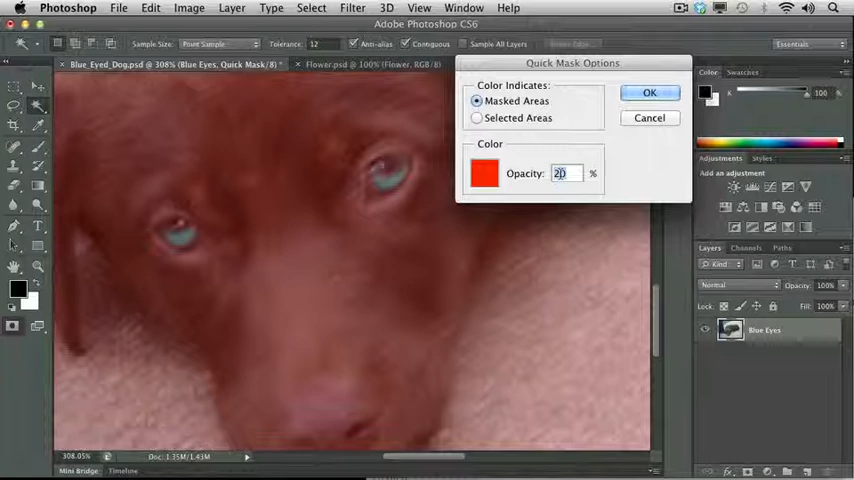 Photoshop File Edit Image Layer Type Select Filter 3D View Window Help
Adobe Photoshop CS6
Sample Size: Point Sample Tolerance: 12 Anti-alias Contiguous Sample All Layers Essentials
Blue_Eyed_Dog.psd @ 308% (Blue Eyes, Quick Mask/8) * Flower.psd @ 100% (Flower, RGB/8)
Quick Mask Options
Color Indicates:
Masked Areas
Selected Areas
OK
Cancel
Color
Opacity: 20 %
Color Swatches
K 100 %
Adjustments Styles
Add an adjustment
Layers Channels Paths
Kind
Normal Opacity: 100%
Lock: Fill: 100%
Blue Eyes
308.05% Doc: 1.35M/1.43M
Mini Bridge Timeline